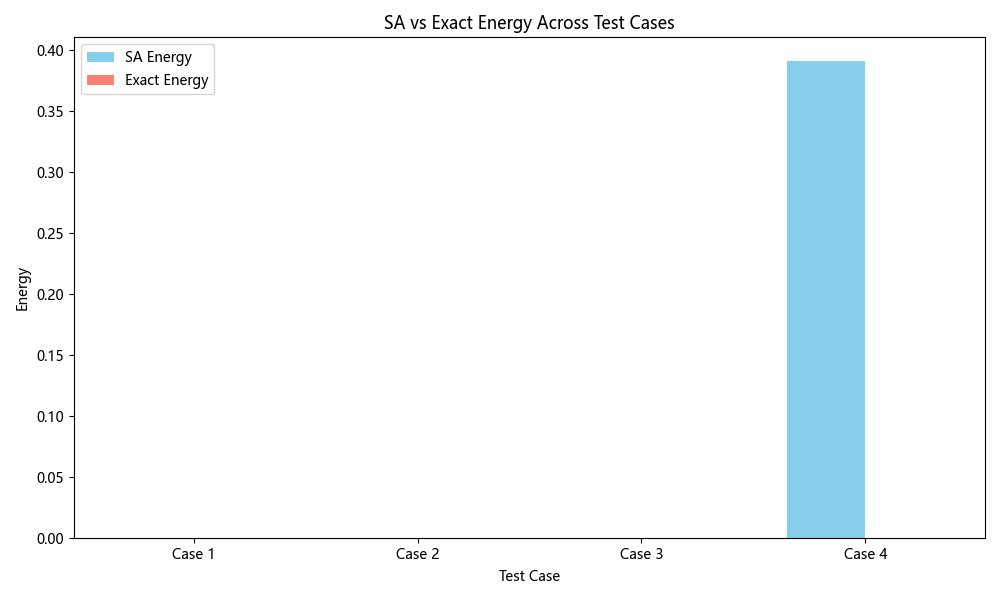 SA vs Exact Energy Across Test Cases
SA Energy
Exact Energy
0.40
0.35
0.30
0.25
0.20
0.15
0.10
0.05
0.00
Energy
Case 1
Case 2
Case 3
Case 4
Test Case